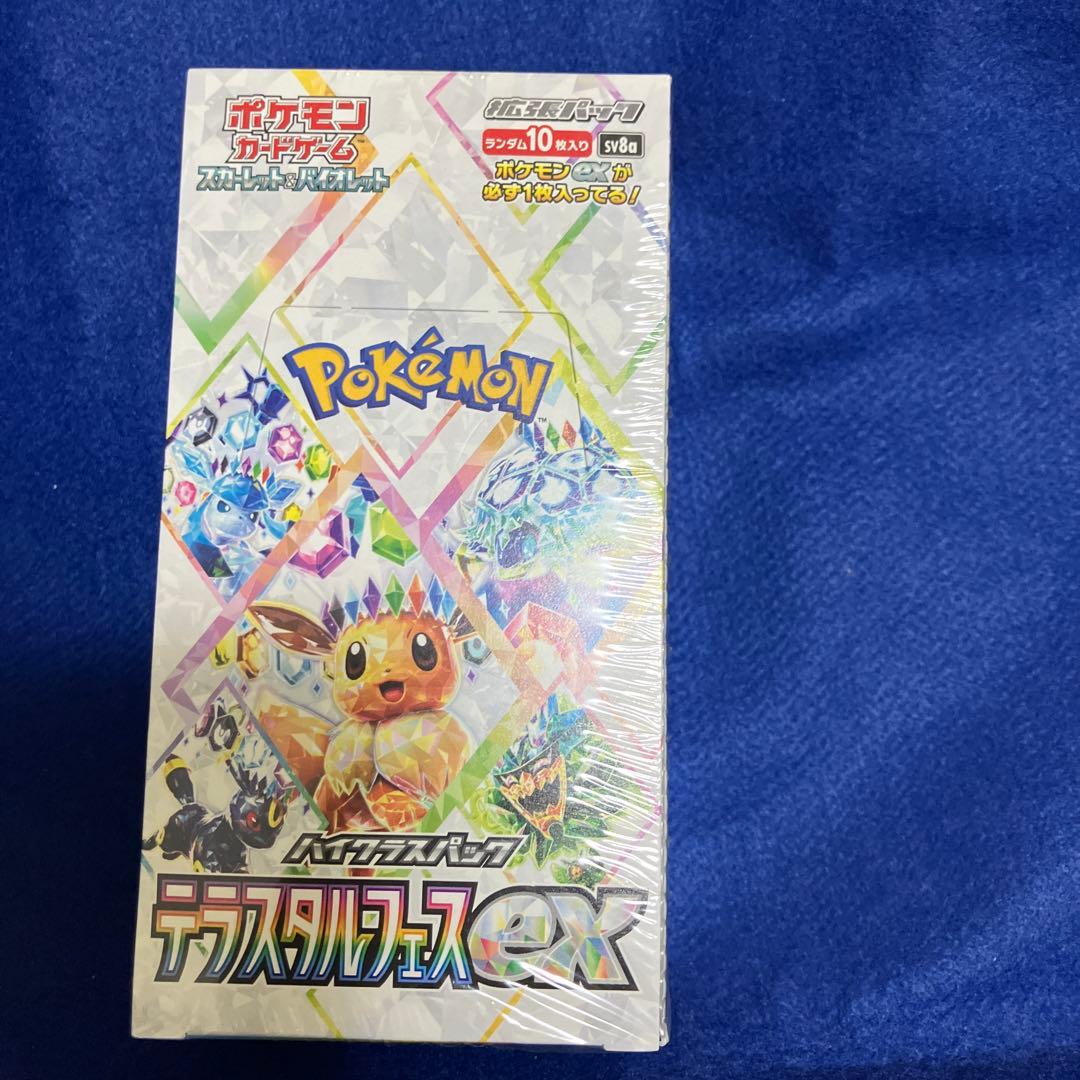 ポケモン
カードゲーム
スカーレット&バイオレット
拡張パック
ランダム10枚入り SV8a
ポケモンexが
必ず1枚入ってる!
POKéMON
TM
ハイクラスパック
テラスタルフェスex